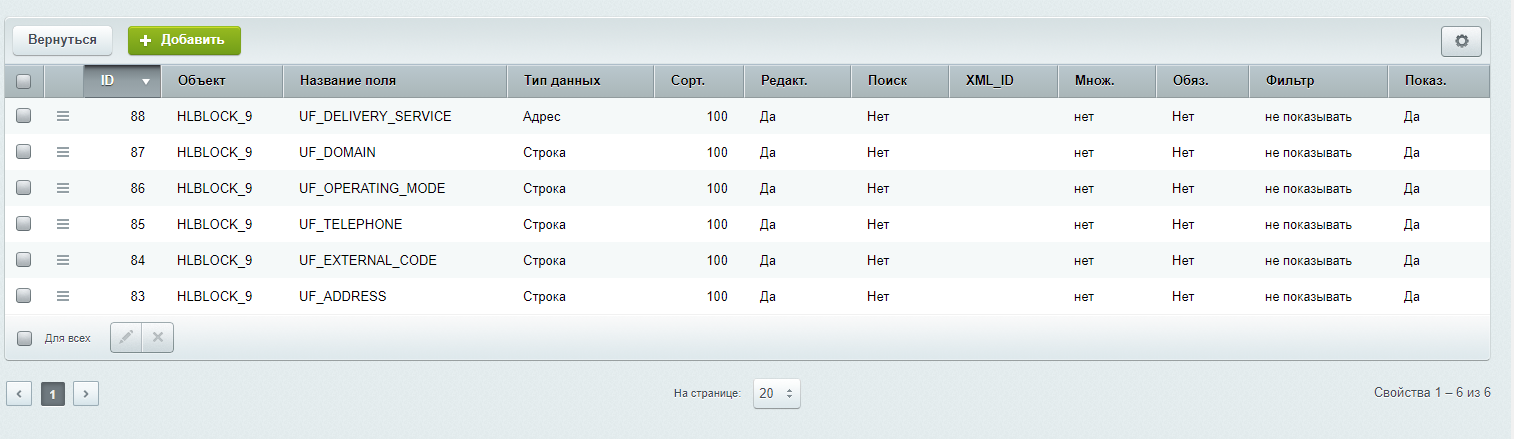 Вернуться + Добавить
ID Объект Название поля Тип данных Сорт. Редакт. Поиск XML_ID Множ. Обяз. Фильтр Показ.
88 HLBLOCK_9 UF_DELIVERY_SERVICE Адрес 100 Да Нет нет Нет не показывать Да
87 HLBLOCK_9 UF_DOMAIN Строка 100 Да Нет нет Нет не показывать Да
86 HLBLOCK_9 UF_OPERATING_MODE Строка 100 Да Нет нет Нет не показывать Да
85 HLBLOCK_9 UF_TELEPHONE Строка 100 Да Нет нет Нет не показывать Да
84 HLBLOCK_9 UF_EXTERNAL_CODE Строка 100 Да Нет нет Нет не показывать Да
83 HLBLOCK_9 UF_ADDRESS Строка 100 Да Нет нет Нет не показывать Да
Для всех
1 На странице: 20 Свойства 1 – 6 из 6